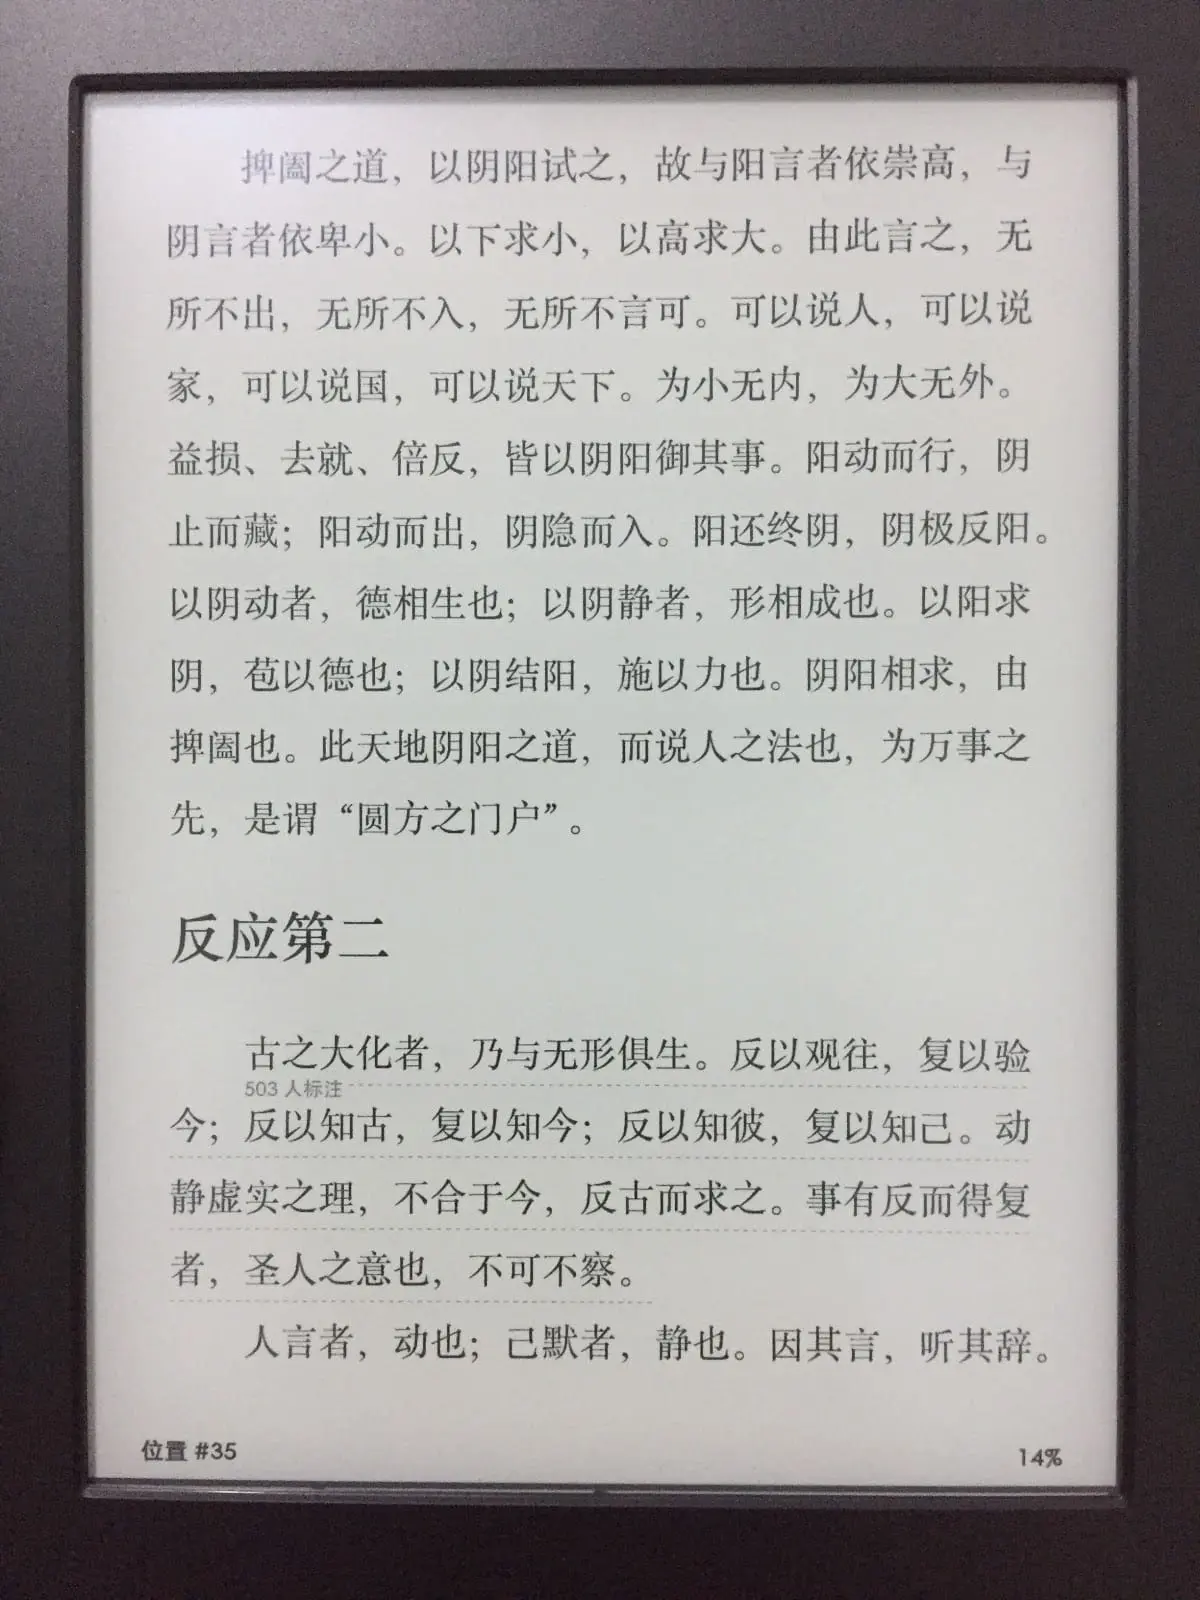 捭阖之道，以阴阳试之，故与阳言者依崇高，与
阴言者依卑小。以下求小，以高求大。由此言之，无
所不出，无所不入，无所不言可。可以说人，可以说
家，可以说国，可以说天下。为小无内，为大无外。
益损、去就、倍反，皆以阴阳御其事。阳动而行，阴
止而藏；阳动而出，阴隐而入。阳还终阴，阴极反阳。
以阴动者，德相生也；以阴静者，形相成也。以阳求
阴，苞以德也；以阴结阳，施以力也。阴阳相求，由
捭阖也。此天地阴阳之道，而说人之法也，为万事之
先，是谓“圆方之门户”。
反应第二
古之大化者，乃与无形俱生。反以观往，复以验
503 人标注
今；反以知古，复以知今；反以知彼，复以知己。动
静虚实之理，不合于今，反古而求之。事有反而得复
者，圣人之意也，不可不察。
人言者，动也；己默者，静也。因其言，听其辞。
位置 #35
14%